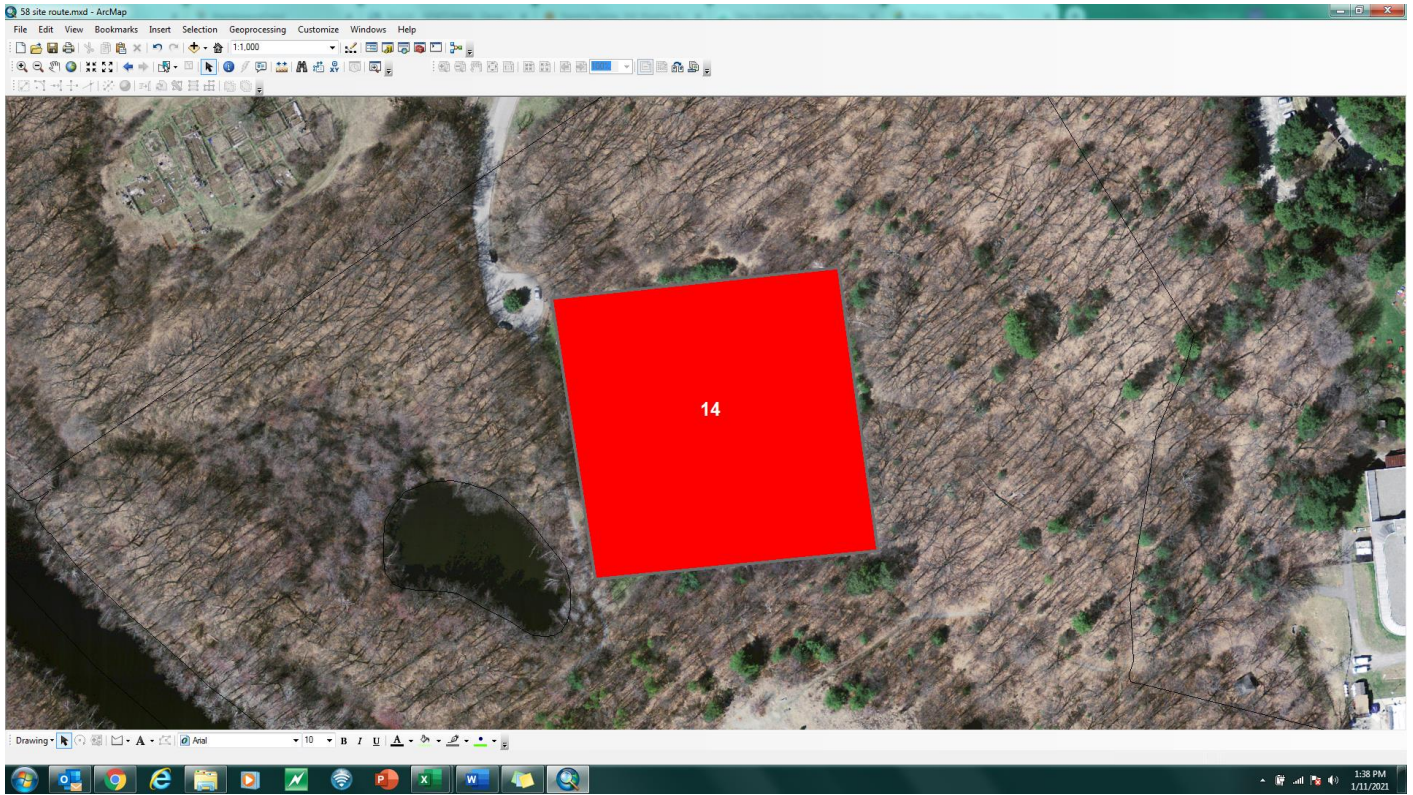 58 site route.mxd - ArcMap
File Edit View Bookmarks Insert Selection Geoprocessing Customize Windows Help
1:1,000
14
Drawing A Arial 10 B I U A
1:38 PM
1/11/2021